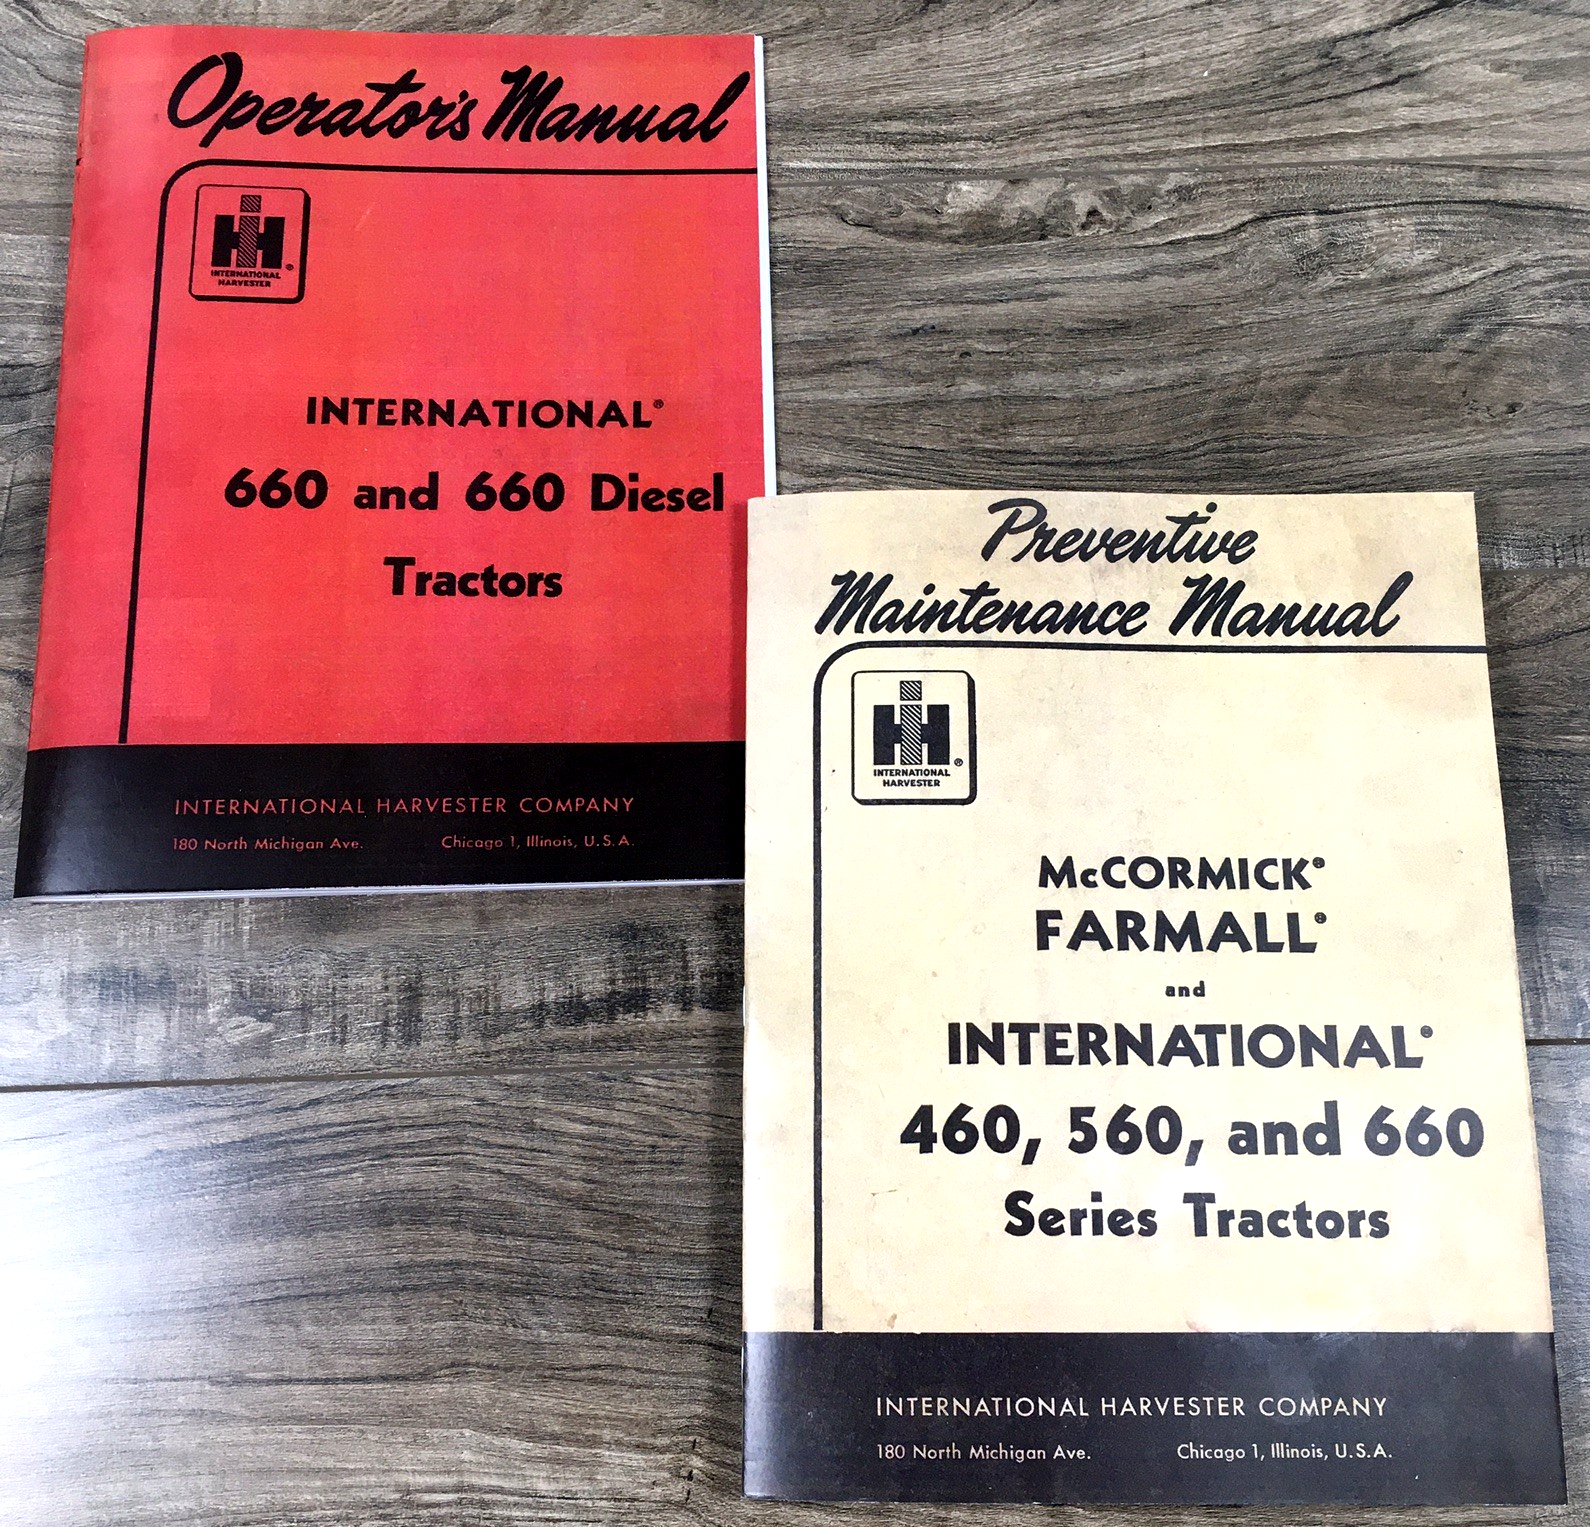 Operator's Manual
IH
INTERNATIONAL
HARVESTER
®
INTERNATIONAL®
660 and 660 Diesel
Tractors
INTERNATIONAL HARVESTER COMPANY
180 North Michigan Ave. Chicago 1, Illinois, U.S.A.
Preventive
Maintenance Manual
IH
®
INTERNATIONAL
HARVESTER
McCORMICK®
FARMALL®
and
INTERNATIONAL®
460, 560, and 660
Series Tractors
INTERNATIONAL HARVESTER COMPANY
180 North Michigan Ave. Chicago 1, Illinois, U.S.A.